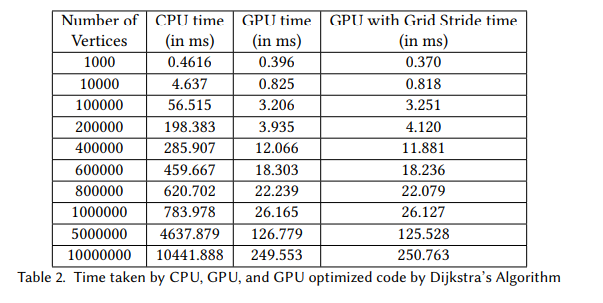 Number of Vertices CPU time (in ms) GPU time (in ms) GPU with Grid Stride time (in ms)
1000 0.4616 0.396 0.370
10000 4.637 0.825 0.818
100000 56.515 3.206 3.251
200000 198.383 3.935 4.120
400000 285.907 12.066 11.881
600000 459.667 18.303 18.236
800000 620.702 22.239 22.079
1000000 783.978 26.165 26.127
5000000 4637.879 126.779 125.528
10000000 10441.888 249.553 250.763
Table 2. Time taken by CPU, GPU, and GPU optimized code by Dijkstra's Algorithm